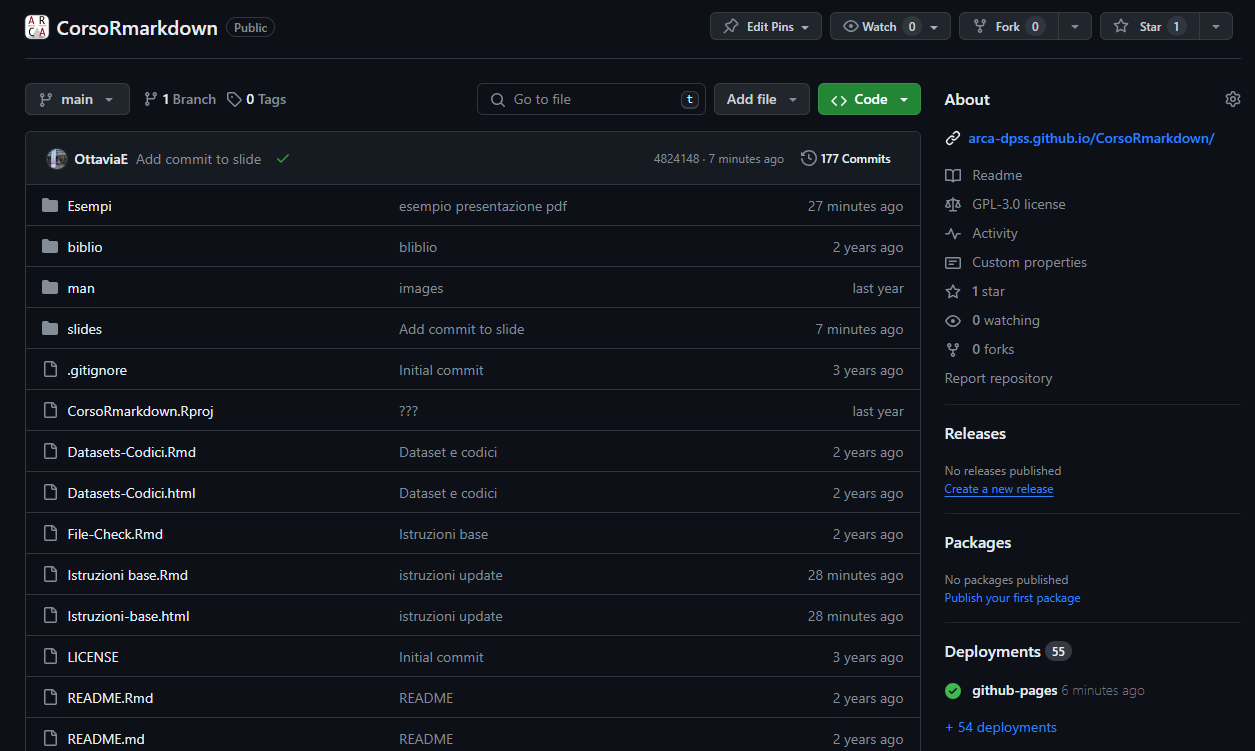 ARCA CorsoRmarkdown Public Edit Pins Watch 0 Fork 0 Star 1
main 1 Branch 0 Tags Go to file t Add file Code
OttaviaE Add commit to slide 4824148 · 7 minutes ago 177 Commits
Esempi esempio presentazione pdf 27 minutes ago
biblio bliblio 2 years ago
man images last year
slides Add commit to slide 7 minutes ago
.gitignore Initial commit 3 years ago
CorsoRmarkdown.Rproj ??? last year
Datasets-Codici.Rmd Dataset e codici 2 years ago
Datasets-Codici.html Dataset e codici 2 years ago
File-Check.Rmd Istruzioni base 2 years ago
Istruzioni base.Rmd istruzioni update 28 minutes ago
Istruzioni-base.html istruzioni update 28 minutes ago
LICENSE Initial commit 3 years ago
README.Rmd README 2 years ago
README.md README 2 years ago
About
arca-dpss.github.io/CorsoRmarkdown/
Readme
GPL-3.0 license
Activity
Custom properties
1 star
0 watching
0 forks
Report repository
Releases
No releases published
Create a new release
Packages
No packages published
Publish your first package
Deployments 55
github-pages 6 minutes ago
+ 54 deployments